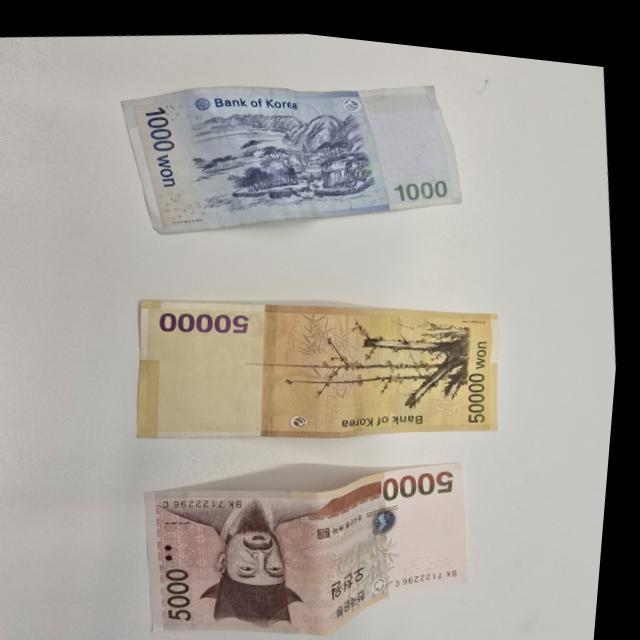 Bank of Korea
1000 won
1000
50000
50000 won
Bank of Korea
5000
BK 7122296 C
한국은행
오천원
BK 7122296 C
5000